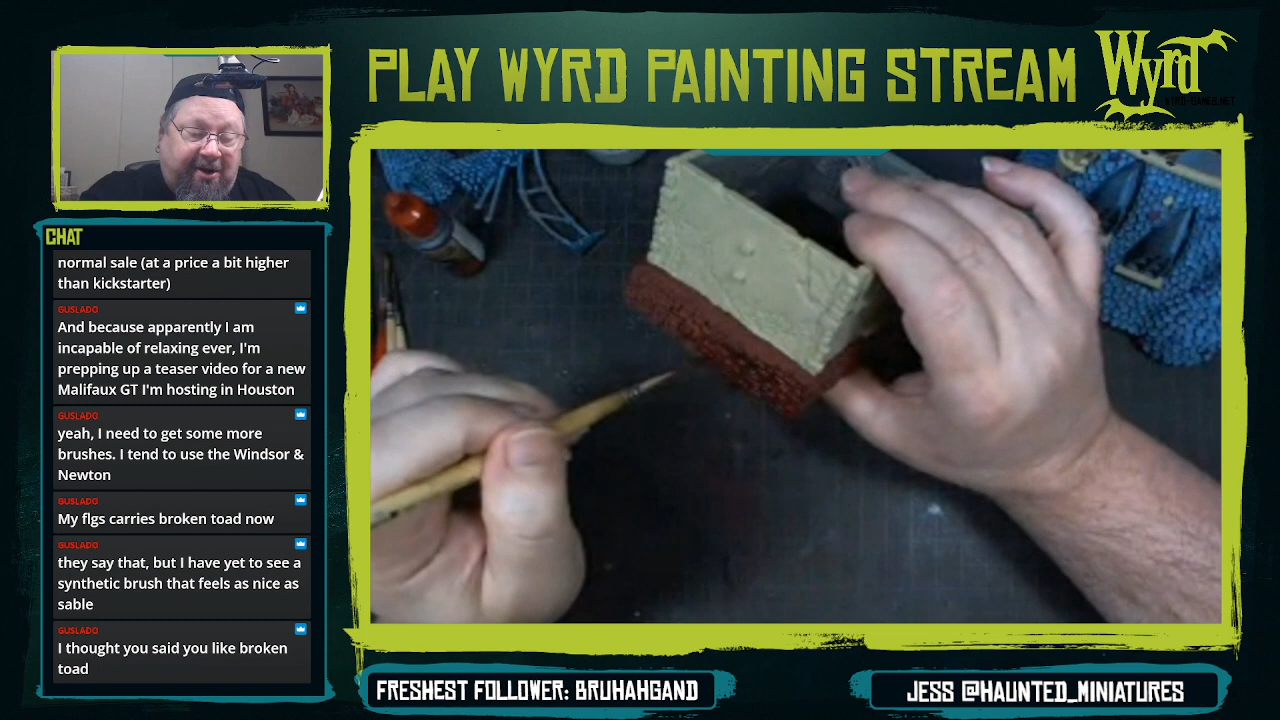 PLAY WYRD PAINTING STREAM
Wyrd
WYRD-GAMES.NET
CHAT
normal sale (at a price a bit higher
than kickstarter)
GUSLADO
And because apparently I am
incapable of relaxing ever, I'm
prepping up a teaser video for a new
Malifaux GT I'm hosting in Houston
GUSLADO
yeah, I need to get some more
brushes. I tend to use the Windsor &
Newton
GUSLADO
My flgs carries broken toad now
GUSLADO
they say that, but I have yet to see a
synthetic brush that feels as nice as
sable
GUSLADO
I thought you said you like broken
toad
FRESHEST FOLLOWER: BRUHAHGAND
JESS @HAUNTED_MINIATURES